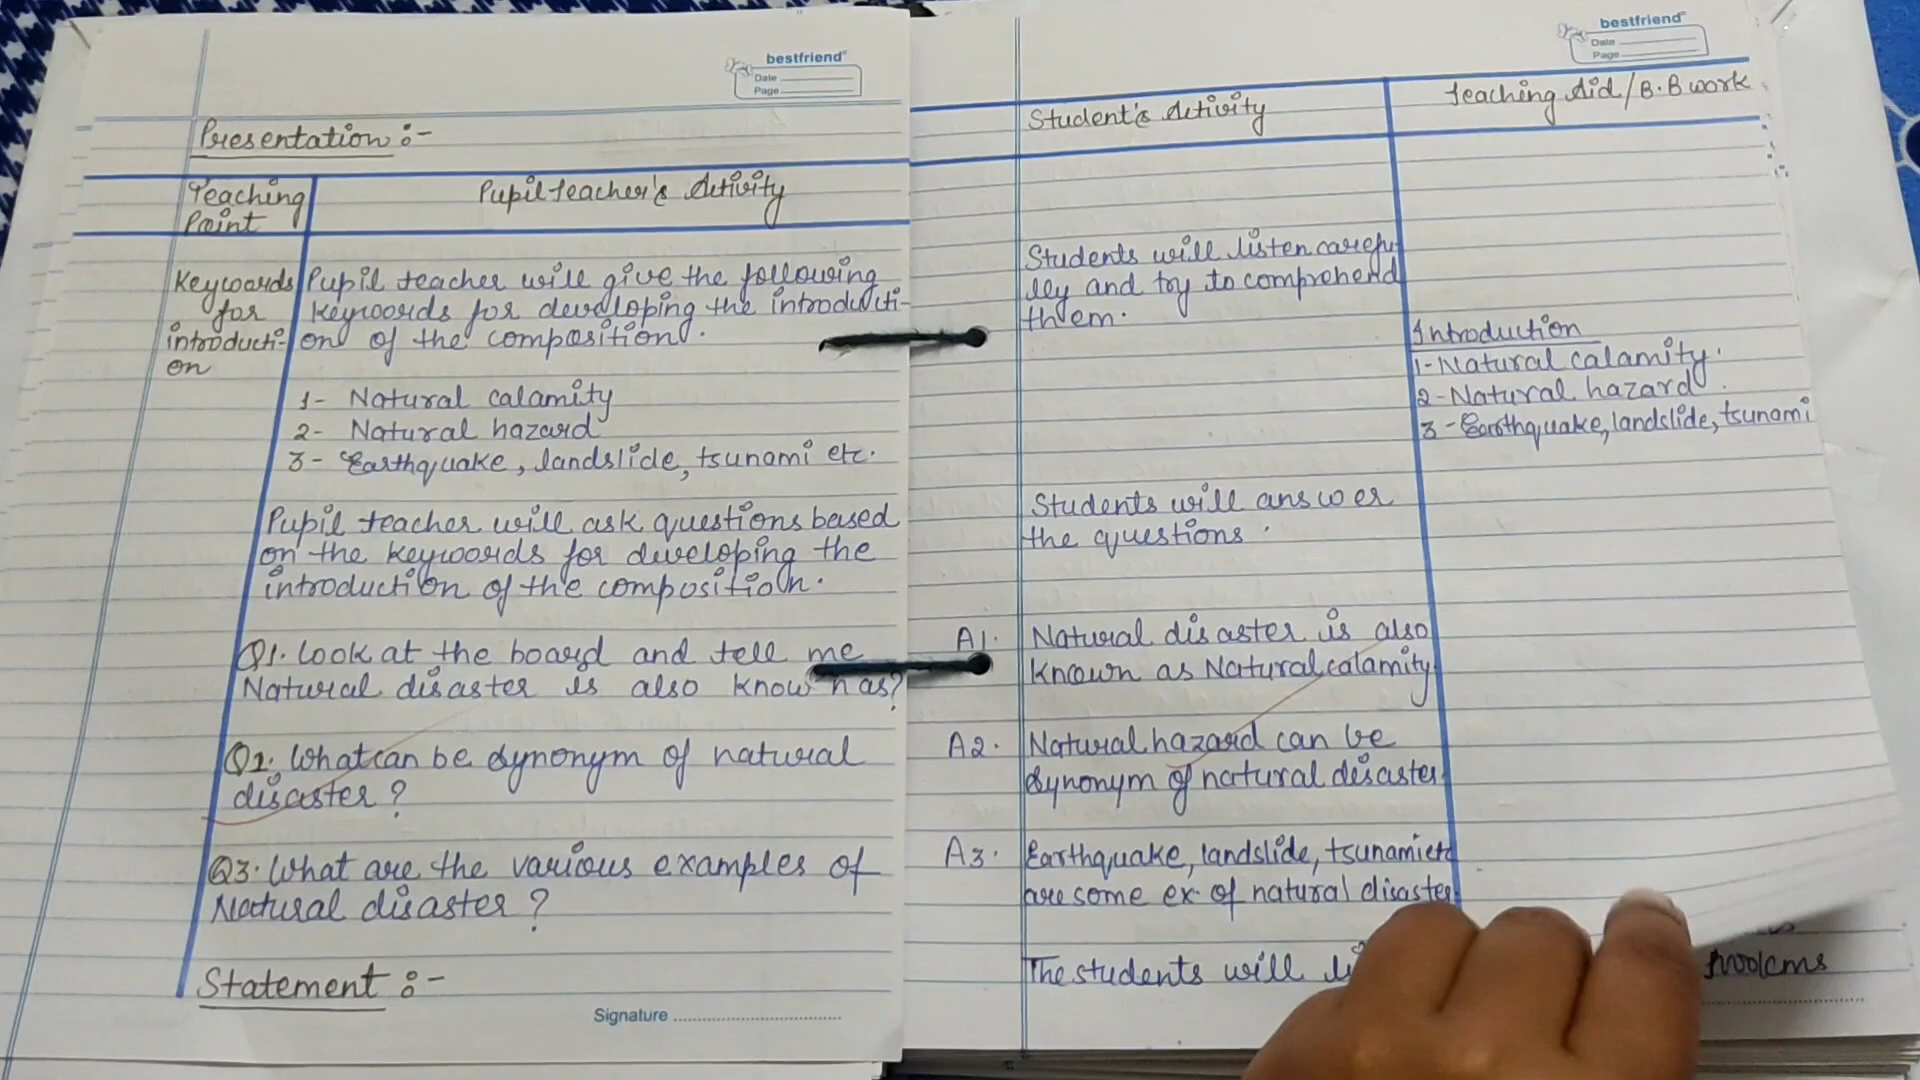 bestfriend
Date
Page
Presentation :-
Teaching
Point
Pupil teacher's Activity
Keywords
for
introducti-
on
Pupil teacher will give the following
keywords for developing the introducti-
on of the composition.
1- Natural calamity
2- Natural hazard
3- Earthquake, landslide, tsunami etc.
Pupil teacher will ask questions based
on the keywords for developing the
introduction of the composition.
Q1. Look at the board and tell me
Natural disaster is also known as?
Q2. What can be synonym of natural
disaster?
Q3. What are the various examples of
Natural disaster?
Statement :-
Signature
bestfriend
Date
Page
Student's Activity
Teaching Aid/B.B work
Students will listen carefu-
lly and try to comprehend
them.
Introduction
1- Natural calamity.
2- Natural hazard.
3- Earthquake, landslide, tsunami
Students will answer
the questions.
A1. Natural disaster is also
known as Natural calamity
A2. Natural hazard can be
synonym of natural disaster.
A3. Earthquake, landslide, tsunami etc
are some ex. of natural disaster.
The students will